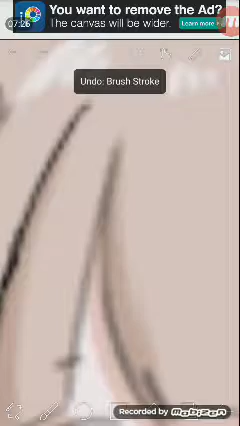 You want to remove the Ad?
The canvas will be wider.
Learn more
07:26
Undo: Brush Stroke
Recorded by mobizen